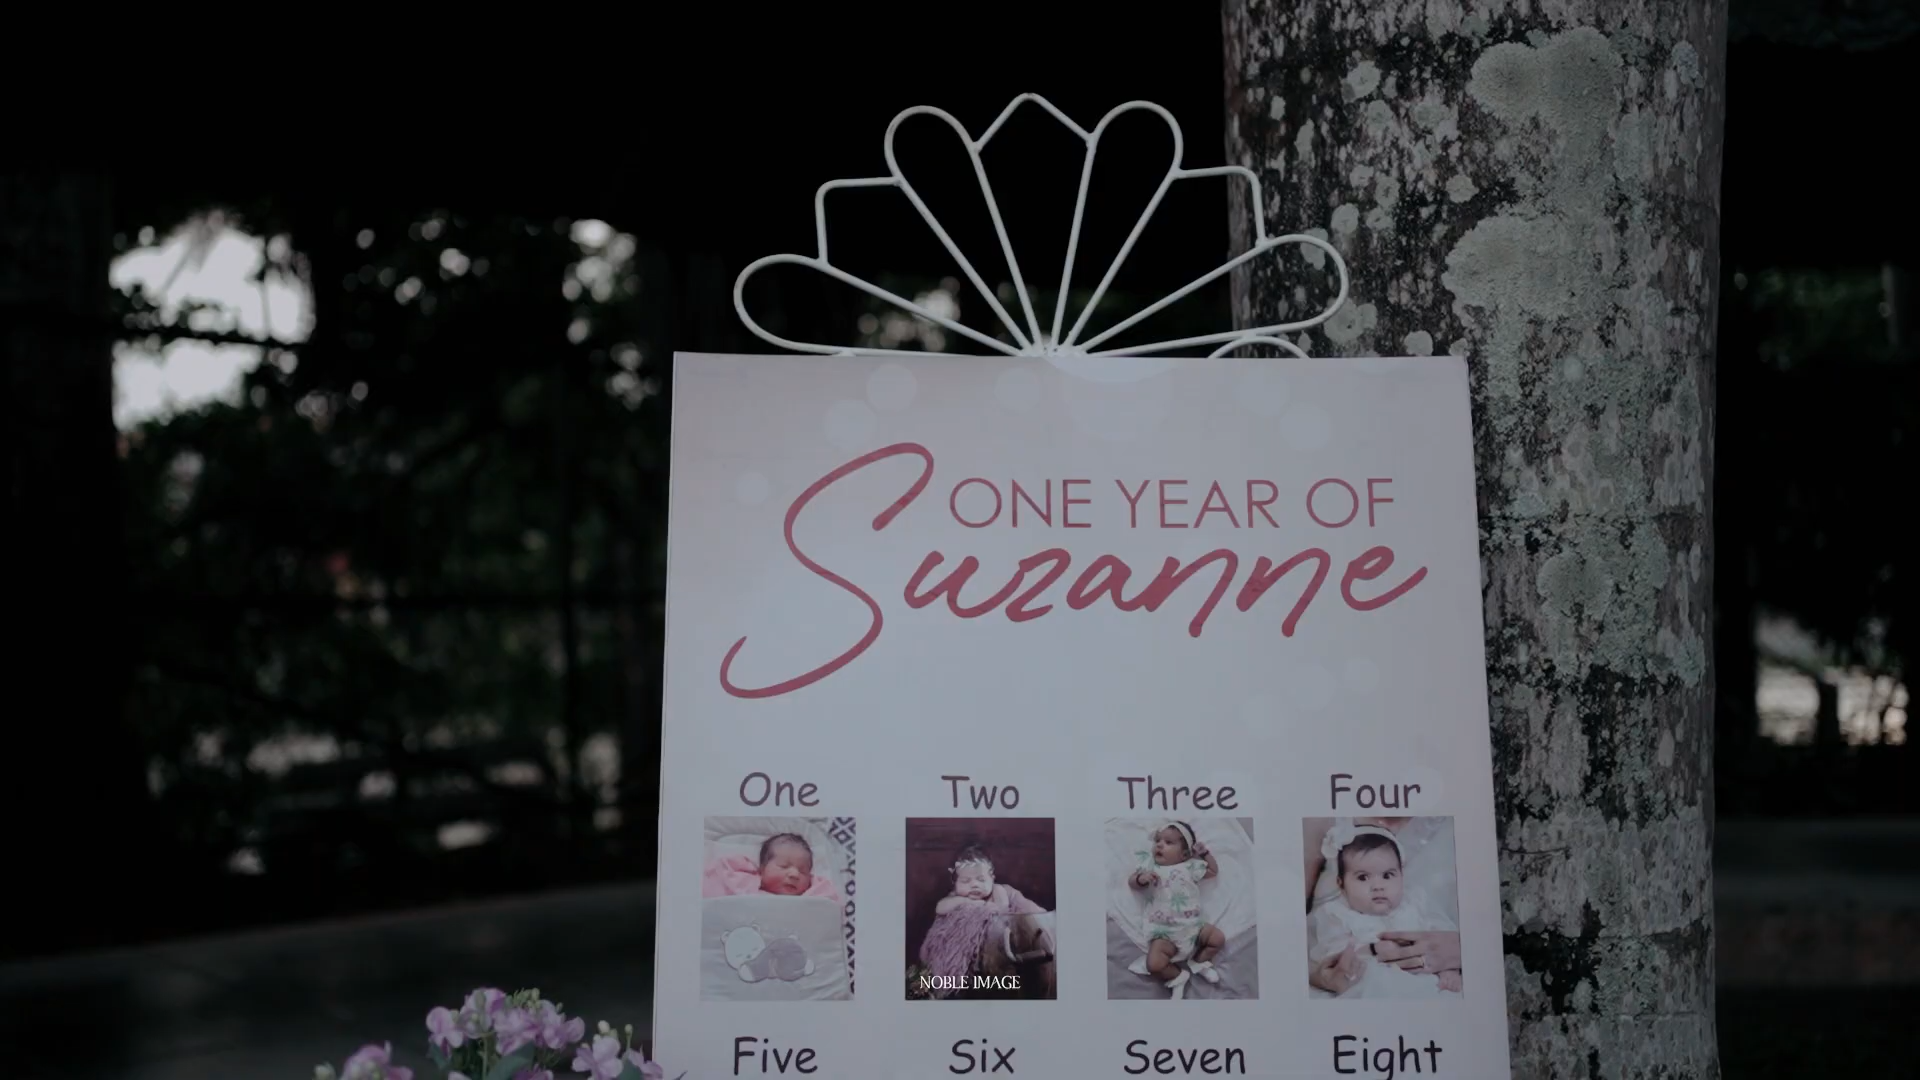 ONE YEAR OF
Suzanne
One Two Three Four
NOBLE IMAGE
Five Six Seven Eight